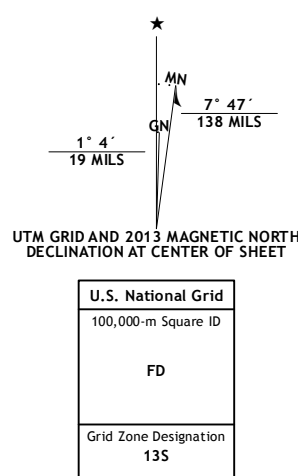 MN
7° 47´
138 MILS
GN
1° 4´
19 MILS
UTM GRID AND 2013 MAGNETIC NORTH
DECLINATION AT CENTER OF SHEET
U.S. National Grid
100,000-m Square ID
FD
Grid Zone Designation
13S